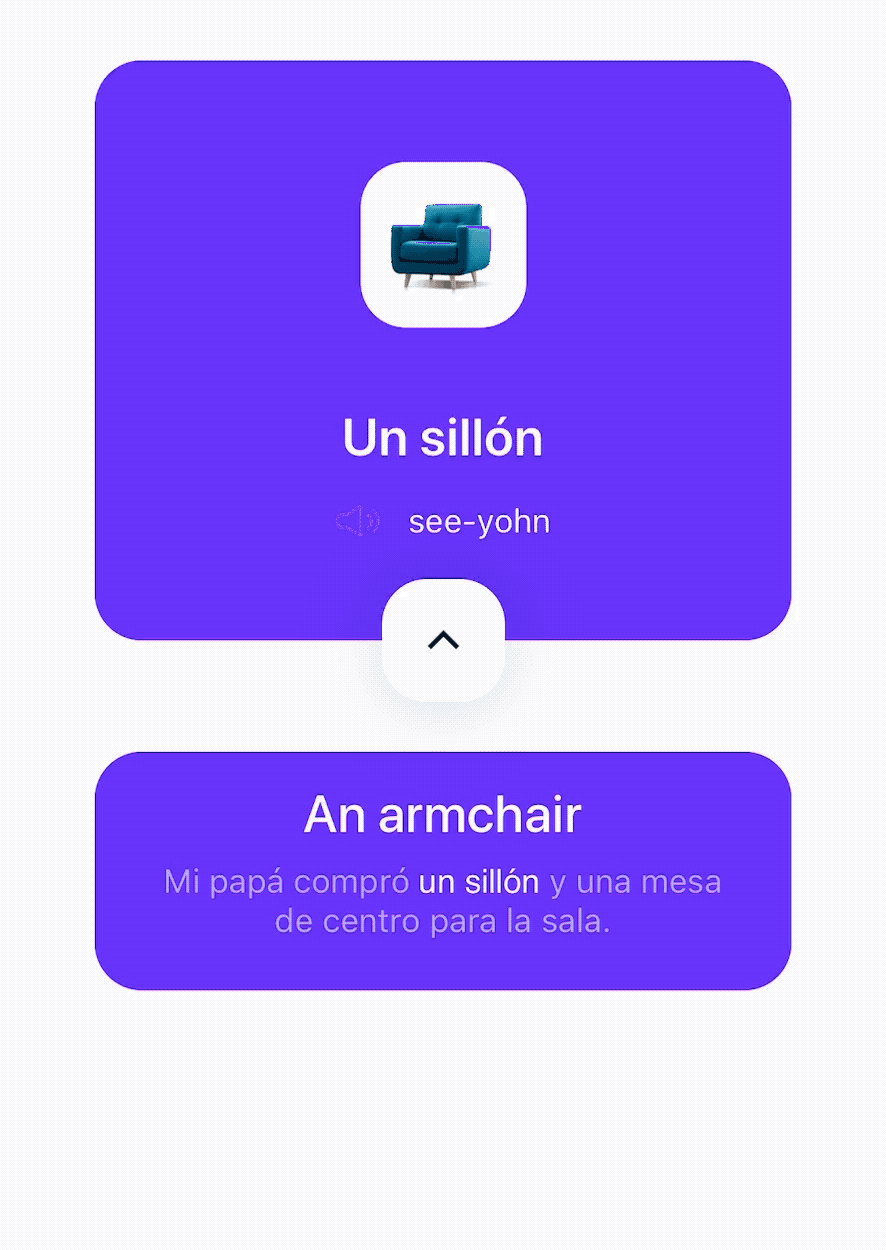 Un sillón
see-yohn
An armchair
Mi papá compró un sillón y una mesa
de centro para la sala.